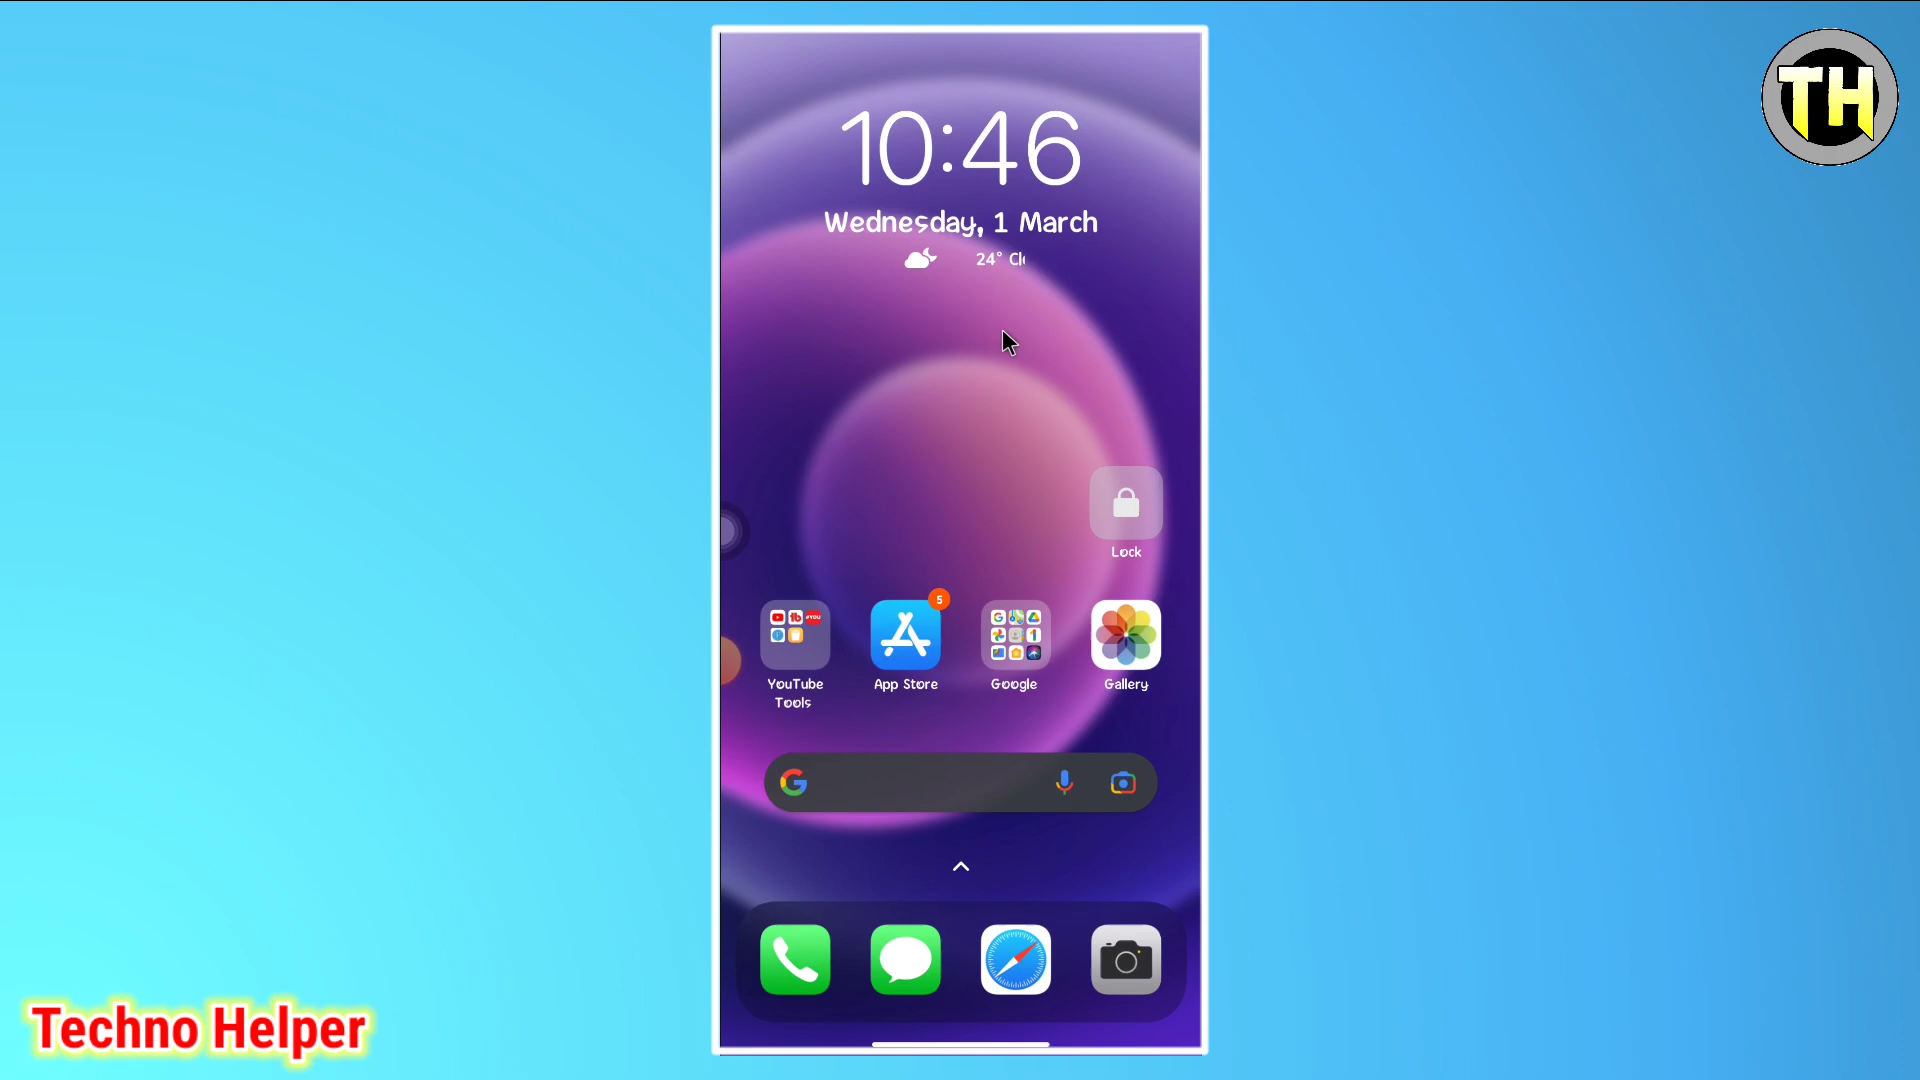 TH
10:46
Wednesday, 1 March
24° Cl
Lock
5
YouTube
Tools
App Store
Google
Gallery
Techno Helper